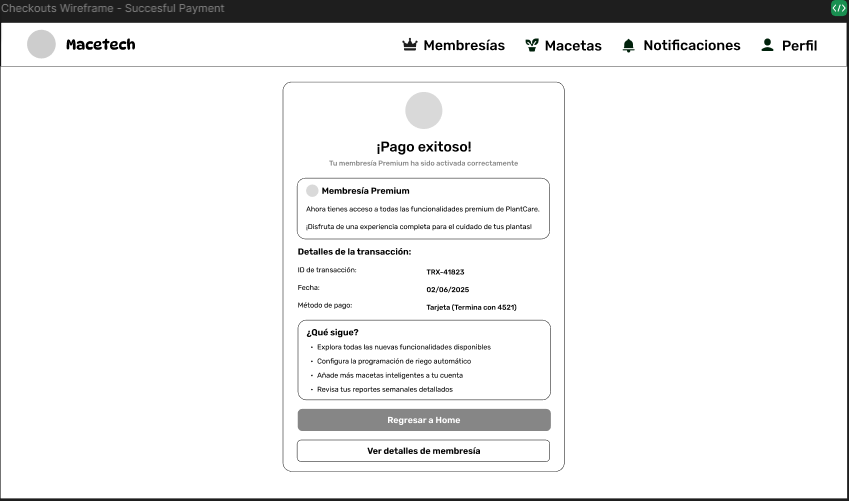 Checkouts Wireframe - Succesful Payment
</>
Macetech
Membresías
Macetas
Notificaciones
Perfil
¡Pago exitoso!
Tu membresía Premium ha sido activada correctamente
Membresía Premium
Ahora tienes acceso a todas las funcionalidades premium de PlantCare.
¡Disfruta de una experiencia completa para el cuidado de tus plantas!
Detalles de la transacción:
ID de transacción: TRX-41823
Fecha: 02/06/2025
Método de pago: Tarjeta (Termina con 4521)
¿Qué sigue?
• Explora todas las nuevas funcionalidades disponibles
• Configura la programación de riego automático
• Añade más macetas inteligentes a tu cuenta
• Revisa tus reportes semanales detallados
Regresar a Home
Ver detalles de membresía